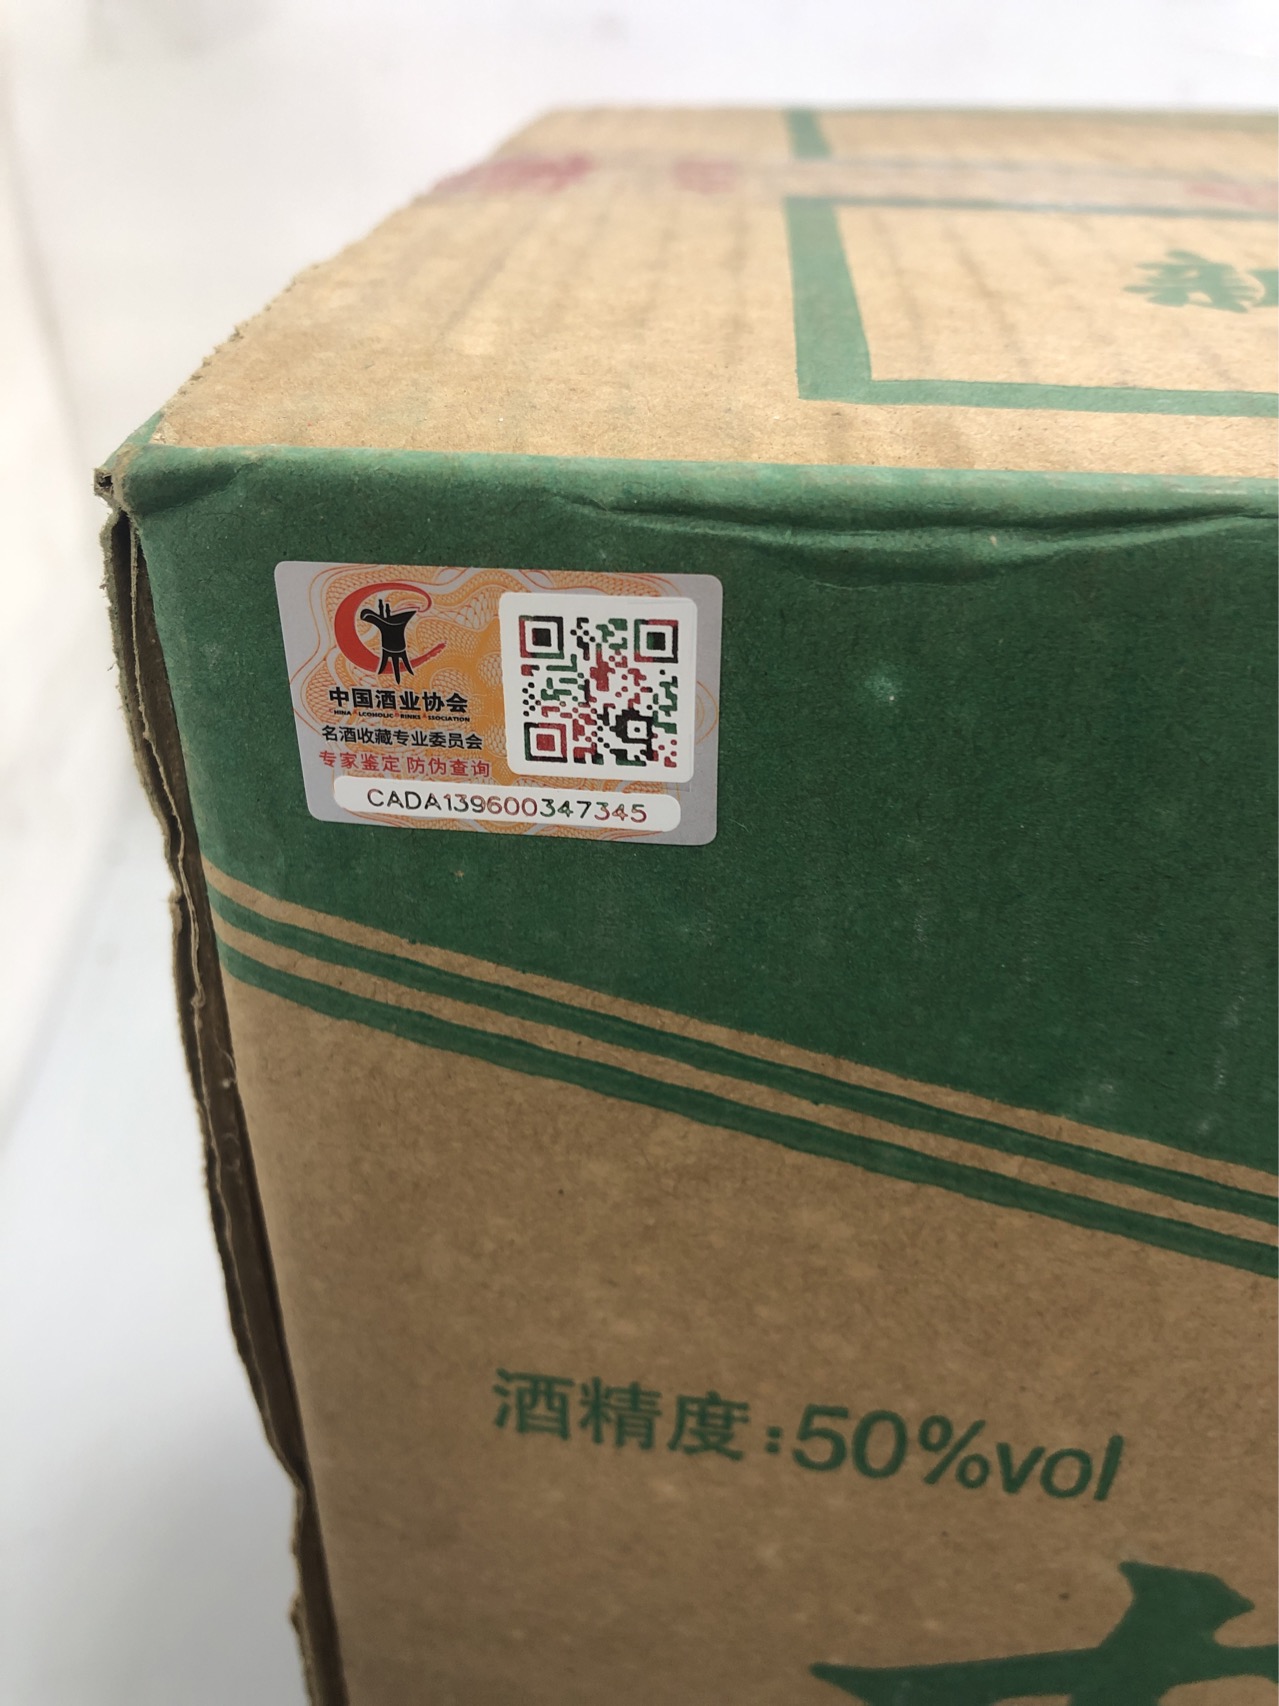 中国酒业协会
CHINA ALCOHOLIC DRINKS ASSOCIATION
名酒收藏专业委员会
专家鉴定 防伪查询
CADA139600347345
酒精度:50%vol